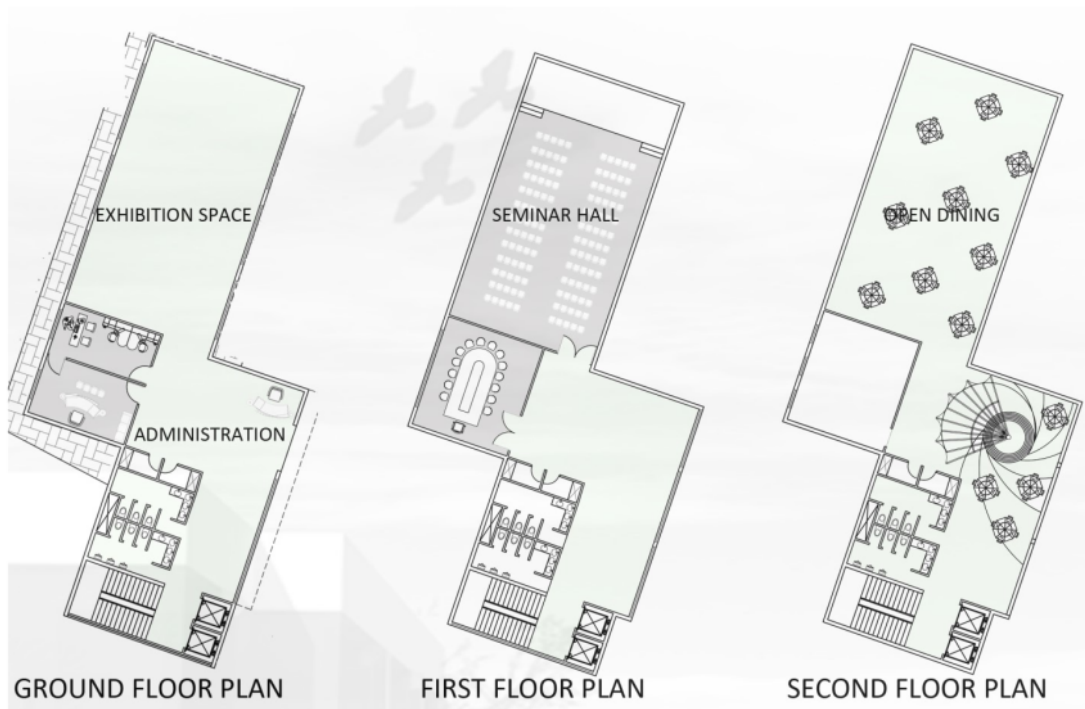 EXHIBITION SPACE
ADMINISTRATION
GROUND FLOOR PLAN
SEMINAR HALL
FIRST FLOOR PLAN
OPEN DINING
SECOND FLOOR PLAN